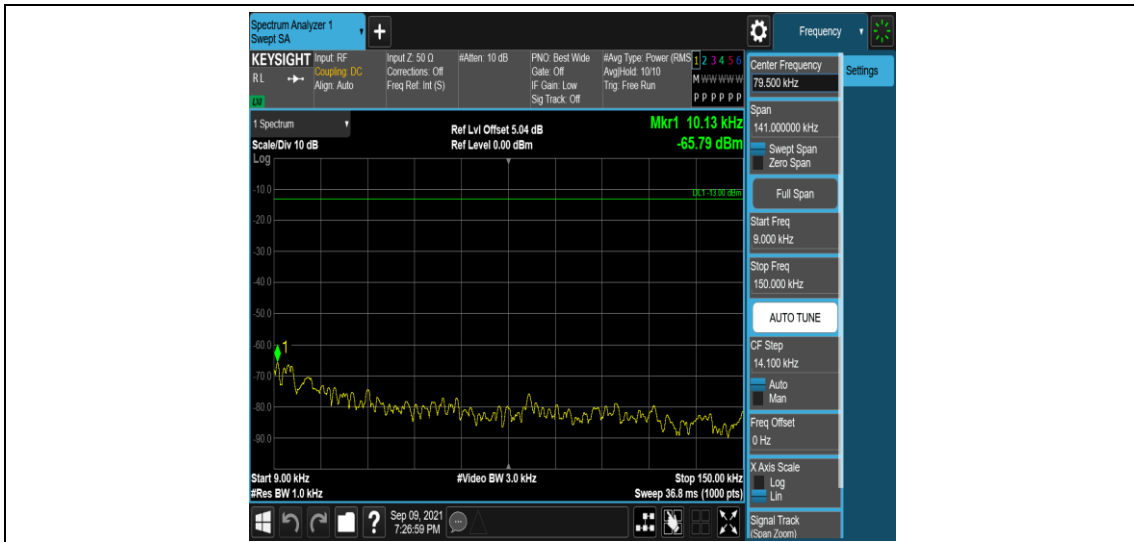 Spectrum Analyzer 1
Swept SA
Frequency
KEYSIGHT
RL
LXI
Input: RF
Coupling: DC
Align: Auto
Input Z: 50 Ω
Corrections: Off
Freq Ref: Int (S)
#Atten: 10 dB
PNO: Best Wide
Gate: Off
IF Gain: Low
Sig Track: Off
#Avg Type: Power (RMS
Avg|Hold: 10/10
Trig: Free Run
1 2 3 4 5 6
M W W W W W
P P P P P P
Center Frequency
79.500 kHz
Settings
Span
141.000000 kHz
Swept Span
Zero Span
Full Span
Start Freq
9.000 kHz
Stop Freq
150.000 kHz
AUTO TUNE
CF Step
14.100 kHz
Auto
Man
Freq Offset
0 Hz
X Axis Scale
Log
Lin
Signal Track
(Span Zoom)
1 Spectrum
Scale/Div 10 dB
Ref Lvl Offset 5.04 dB
Ref Level 0.00 dBm
Mkr1 10.13 kHz
-65.79 dBm
Log
DL1 -13.00 dBm
-10.0
-20.0
-30.0
-40.0
-50.0
-60.0
-70.0
-80.0
-90.0
1
Start 9.00 kHz
#Video BW 3.0 kHz
Stop 150.00 kHz
#Res BW 1.0 kHz
Sweep 36.8 ms (1000 pts)
?
Sep 09, 2021
7:26:59 PM